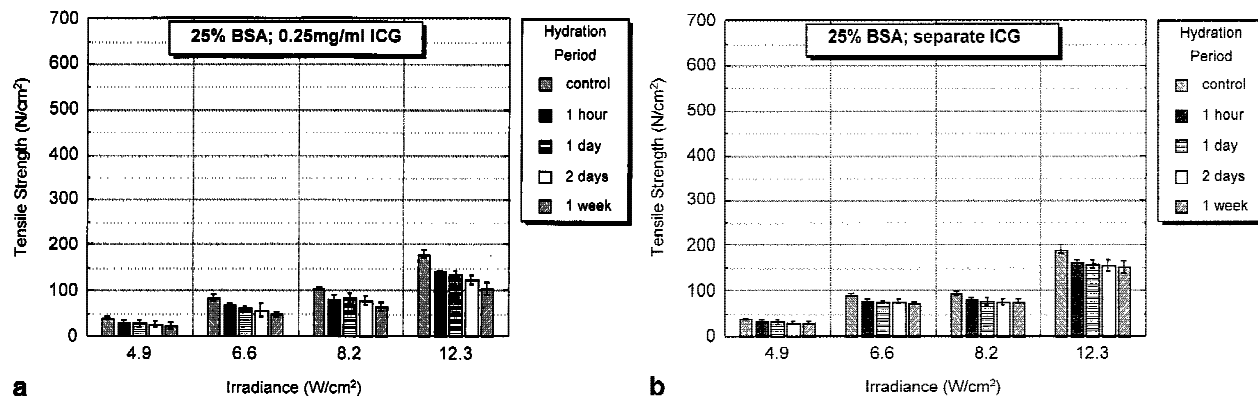 25% BSA; 0.25mg/ml ICG
Tensile Strength (N/cm²)
700
600
500
400
300
200
100
0
4.9 6.6 8.2 12.3
Irradiance (W/cm²)
Hydration
Period
control
1 hour
1 day
2 days
1 week
a
25% BSA; separate ICG
Tensile Strength (N/cm²)
700
600
500
400
300
200
100
0
4.9 6.6 8.2 12.3
Irradiance (W/cm²)
Hydration
Period
control
1 hour
1 day
2 days
1 week
b